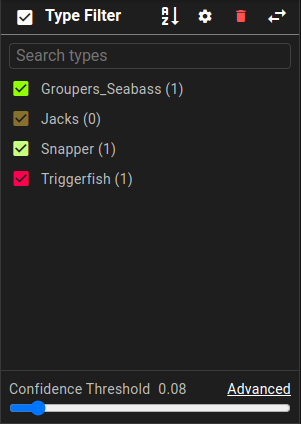 Type Filter
Search types
Groupers_Seabass (1)
Jacks (0)
Snapper (1)
Triggerfish (1)
Confidence Threshold 0.08 Advanced